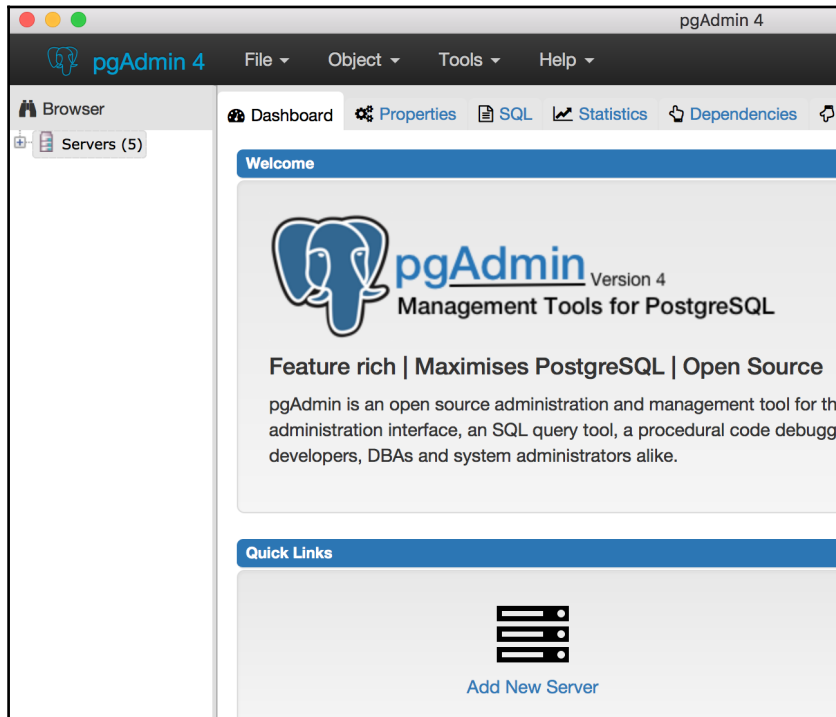 pgAdmin 4
pgAdmin 4 File Object Tools Help
Browser
Servers (5)
Dashboard Properties SQL Statistics Dependencies
Welcome
pgAdmin Version 4
Management Tools for PostgreSQL
Feature rich | Maximises PostgreSQL | Open Source
pgAdmin is an open source administration and management tool for
administration interface, an SQL query tool, a procedural code
developers, DBAs and system administrators alike.
Quick Links
Add New Server